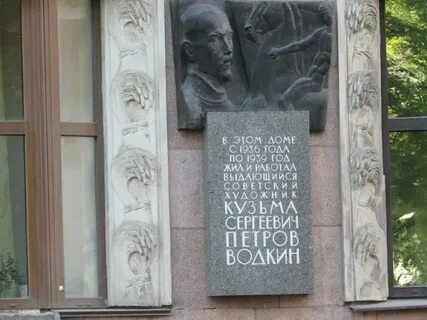 В ЭТОМ ДОМЕ
С 1936 ГОДА
ПО 1939 ГОД
ЖИЛ И РАБОТАЛ
ВЫДАЮЩИЙСЯ
СОВЕТСКИЙ
ХУДОЖНИК
КУЗЬМА
СЕРГЕЕВИЧ
ПЕТРОВ
ВОДКИН